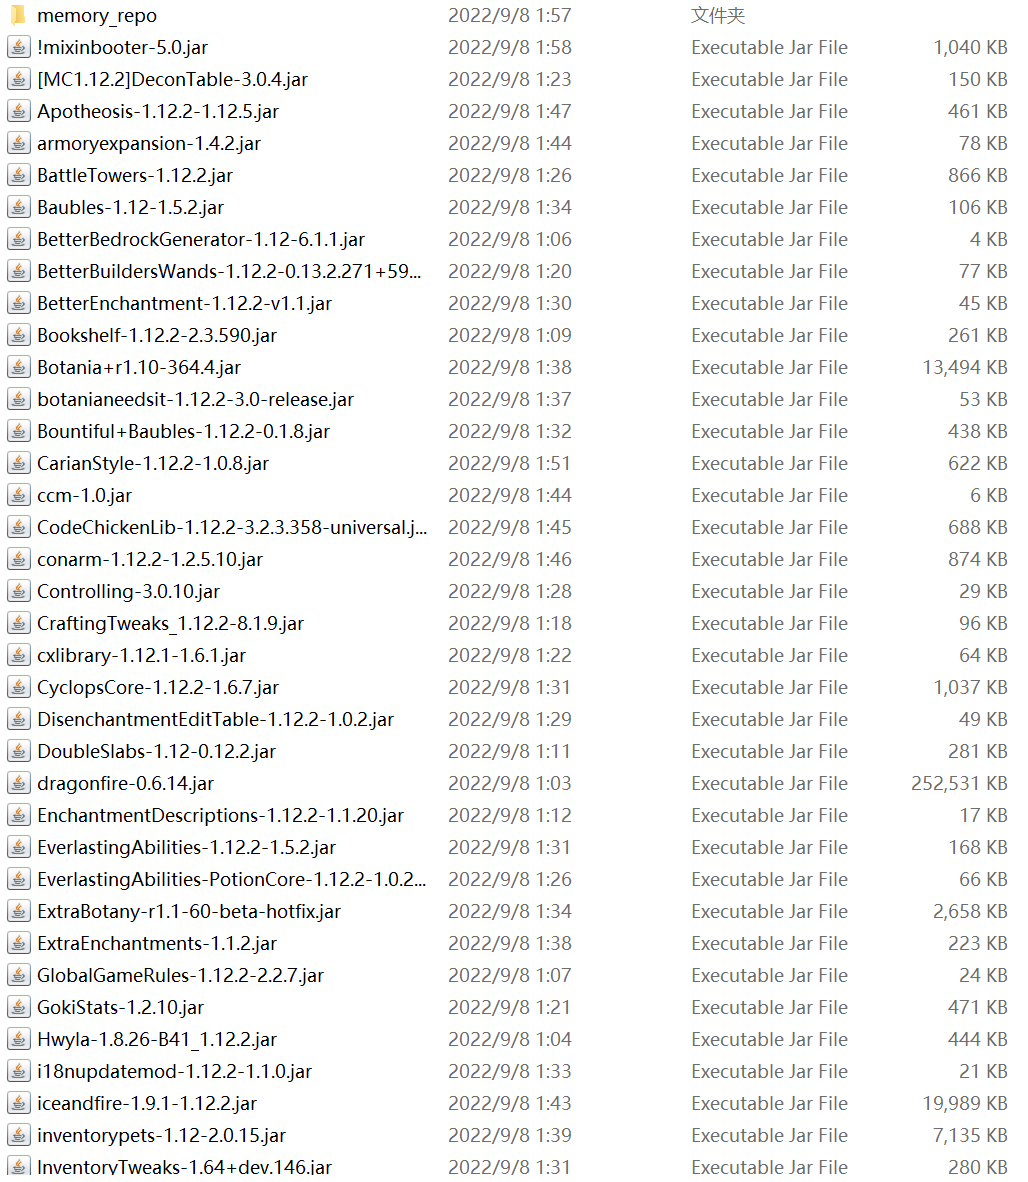 memory_repo 2022/9/8 1:57 文件夹
!mixinbooter-5.0.jar 2022/9/8 1:58 Executable Jar File 1,040 KB
[MC1.12.2]DeconTable-3.0.4.jar 2022/9/8 1:23 Executable Jar File 150 KB
Apotheosis-1.12.2-1.12.5.jar 2022/9/8 1:47 Executable Jar File 461 KB
armoryexpansion-1.4.2.jar 2022/9/8 1:44 Executable Jar File 78 KB
BattleTowers-1.12.2.jar 2022/9/8 1:26 Executable Jar File 866 KB
Baubles-1.12-1.5.2.jar 2022/9/8 1:34 Executable Jar File 106 KB
BetterBedrockGenerator-1.12-6.1.1.jar 2022/9/8 1:06 Executable Jar File 4 KB
BetterBuildersWands-1.12.2-0.13.2.271+59... 2022/9/8 1:20 Executable Jar File 77 KB
BetterEnchantment-1.12.2-v1.1.jar 2022/9/8 1:30 Executable Jar File 45 KB
Bookshelf-1.12.2-2.3.590.jar 2022/9/8 1:09 Executable Jar File 261 KB
Botania+r1.10-364.4.jar 2022/9/8 1:38 Executable Jar File 13,494 KB
botanianeedsit-1.12.2-3.0-release.jar 2022/9/8 1:37 Executable Jar File 53 KB
Bountiful+Baubles-1.12.2-0.1.8.jar 2022/9/8 1:32 Executable Jar File 438 KB
CarianStyle-1.12.2-1.0.8.jar 2022/9/8 1:51 Executable Jar File 622 KB
ccm-1.0.jar 2022/9/8 1:44 Executable Jar File 6 KB
CodeChickenLib-1.12.2-3.2.3.358-universal.j... 2022/9/8 1:45 Executable Jar File 688 KB
conarm-1.12.2-1.2.5.10.jar 2022/9/8 1:46 Executable Jar File 874 KB
Controlling-3.0.10.jar 2022/9/8 1:28 Executable Jar File 29 KB
CraftingTweaks_1.12.2-8.1.9.jar 2022/9/8 1:18 Executable Jar File 96 KB
cxlibrary-1.12.1-1.6.1.jar 2022/9/8 1:22 Executable Jar File 64 KB
CyclopsCore-1.12.2-1.6.7.jar 2022/9/8 1:31 Executable Jar File 1,037 KB
DisenchantmentEditTable-1.12.2-1.0.2.jar 2022/9/8 1:29 Executable Jar File 49 KB
DoubleSlabs-1.12-0.12.2.jar 2022/9/8 1:11 Executable Jar File 281 KB
dragonfire-0.6.14.jar 2022/9/8 1:03 Executable Jar File 252,531 KB
EnchantmentDescriptions-1.12.2-1.1.20.jar 2022/9/8 1:12 Executable Jar File 17 KB
EverlastingAbilities-1.12.2-1.5.2.jar 2022/9/8 1:31 Executable Jar File 168 KB
EverlastingAbilities-PotionCore-1.12.2-1.0.2... 2022/9/8 1:26 Executable Jar File 66 KB
ExtraBotany-r1.1-60-beta-hotfix.jar 2022/9/8 1:34 Executable Jar File 2,658 KB
ExtraEnchantments-1.1.2.jar 2022/9/8 1:38 Executable Jar File 223 KB
GlobalGameRules-1.12.2-2.2.7.jar 2022/9/8 1:07 Executable Jar File 24 KB
GokiStats-1.2.10.jar 2022/9/8 1:21 Executable Jar File 471 KB
Hwyla-1.8.26-B41_1.12.2.jar 2022/9/8 1:04 Executable Jar File 444 KB
i18nupdatemod-1.12.2-1.1.0.jar 2022/9/8 1:33 Executable Jar File 21 KB
iceandfire-1.9.1-1.12.2.jar 2022/9/8 1:43 Executable Jar File 19,989 KB
inventorypets-1.12-2.0.15.jar 2022/9/8 1:39 Executable Jar File 7,135 KB
InventoryTweaks-1.64+dev.146.jar 2022/9/8 1:31 Executable Jar File 280 KB